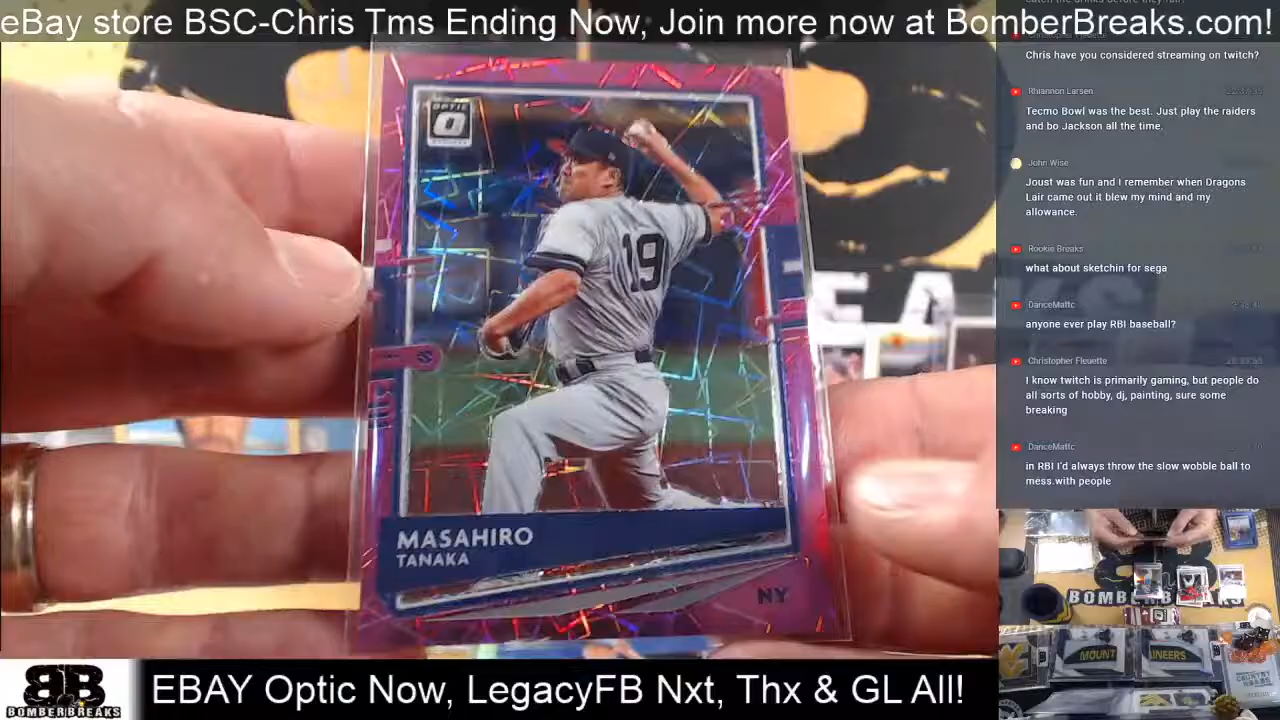 eBay store BSC-Chris Tms Ending Now, Join more now at BomberBreaks.com!
Chris have you considered streaming on twitch?
Rhiannon Larsen
Tecmo Bowl was the best. Just play the raiders
and bo Jackson all the time.
John Wise
Joust was fun and I remember when Dragons
Lair came out it blew my mind and my
allowance.
Rookie Breaks
what about sketchin for sega
DanceMattc
anyone ever play RBI baseball?
Christopher Fleuette
I know twitch is primarily gaming, but people do
all sorts of hobby, dj, painting, sure some
breaking
DanceMattc
in RBI I'd always throw the slow wobble ball to
mess.with people
OPTIC
O
19
MASAHIRO
TANAKA
NY
BOMBERB
MOUNT
AINEERS
BB
BOMBERBREAKS
EBAY Optic Now, LegacyFB Nxt, Thx & GL All!